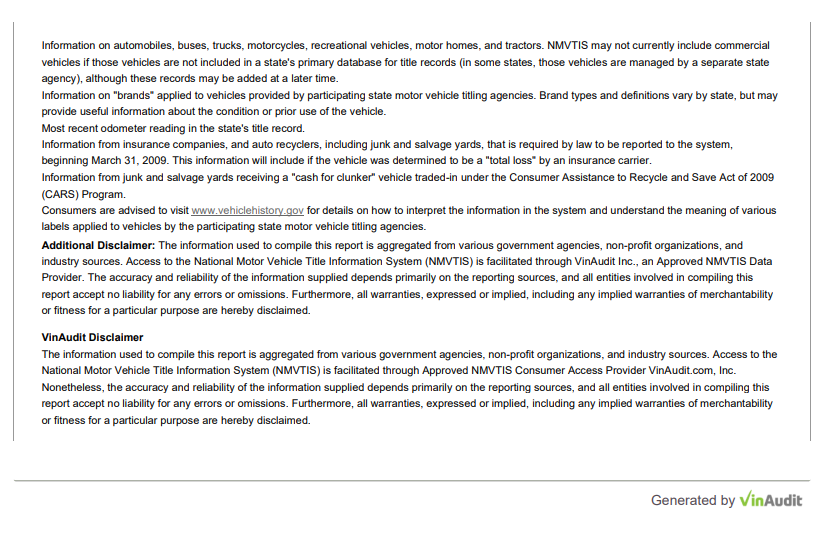 Information on automobiles, buses, trucks, motorcycles, recreational vehicles, motor homes, and tractors. NMVTIS may not currently include commercial
vehicles if those vehicles are not included in a state's primary database for title records (in some states, those vehicles are managed by a separate state
agency), although these records may be added at a later time.
Information on "brands" applied to vehicles provided by participating state motor vehicle titling agencies. Brand types and definitions vary by state, but may
provide useful information about the condition or prior use of the vehicle.
Most recent odometer reading in the state's title record.
Information from insurance companies, and auto recyclers, including junk and salvage yards, that is required by law to be reported to the system,
beginning March 31, 2009. This information will include if the vehicle was determined to be a "total loss" by an insurance carrier.
Information from junk and salvage yards receiving a "cash for clunker" vehicle traded-in under the Consumer Assistance to Recycle and Save Act of 2009
(CARS) Program.
Consumers are advised to visit www.vehiclehistory.gov for details on how to interpret the information in the system and understand the meaning of various
labels applied to vehicles by the participating state motor vehicle titling agencies.
Additional Disclaimer: The information used to compile this report is aggregated from various government agencies, non-profit organizations, and
industry sources. Access to the National Motor Vehicle Title Information System (NMVTIS) is facilitated through VinAudit Inc., an Approved NMVTIS Data
Provider. The accuracy and reliability of the information supplied depends primarily on the reporting sources, and all entities involved in compiling this
report accept no liability for any errors or omissions. Furthermore, all warranties, expressed or implied, including any implied warranties of merchantability
or fitness for a particular purpose are hereby disclaimed.
VinAudit Disclaimer
The information used to compile this report is aggregated from various government agencies, non-profit organizations, and industry sources. Access to the
National Motor Vehicle Title Information System (NMVTIS) is facilitated through Approved NMVTIS Consumer Access Provider VinAudit.com, Inc.
Nonetheless, the accuracy and reliability of the information supplied depends primarily on the reporting sources, and all entities involved in compiling this
report accept no liability for any errors or omissions. Furthermore, all warranties, expressed or implied, including any implied warranties of merchantability
or fitness for a particular purpose are hereby disclaimed.
Generated by VinAudit